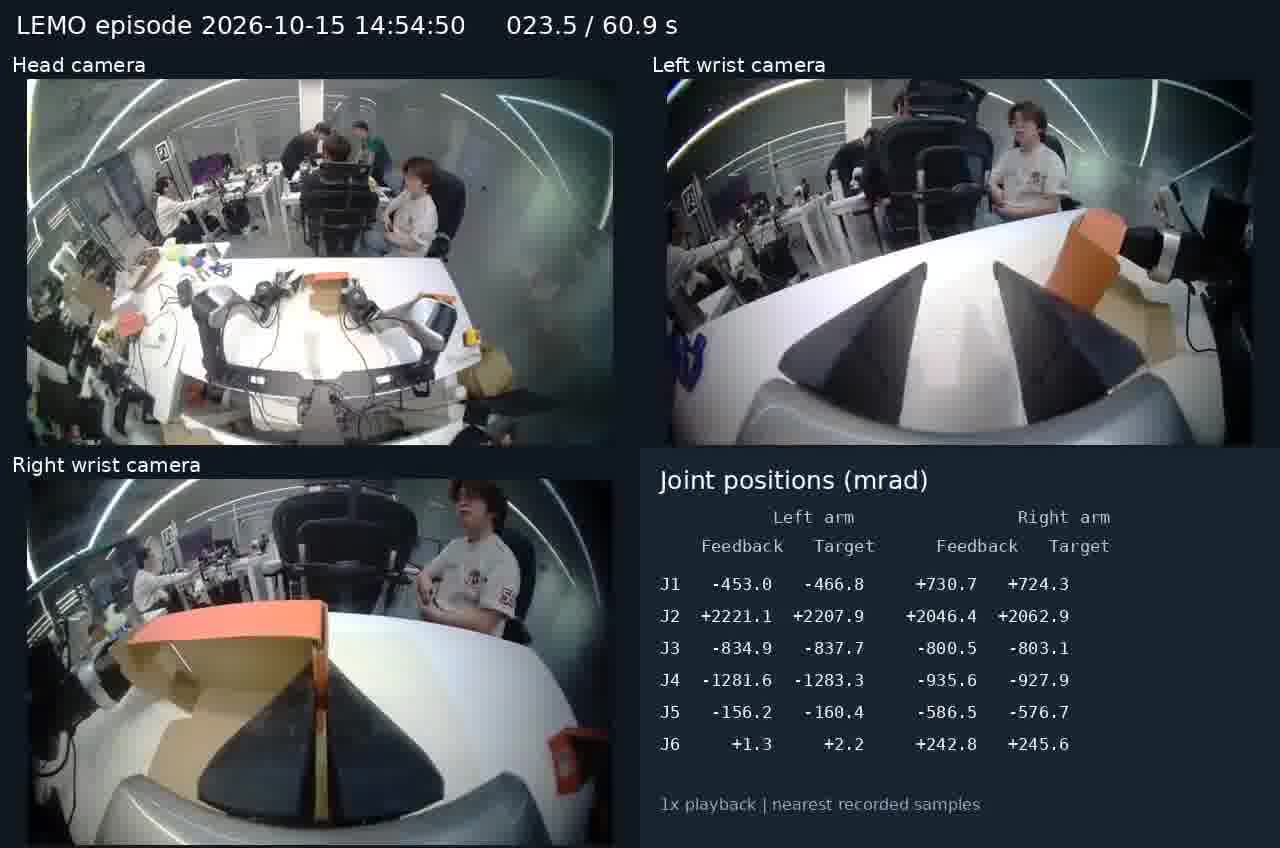 LEMO episode 2026-10-15 14:54:50 023.5 / 60.9 s
Head camera
Left wrist camera
Right wrist camera
Joint positions (mrad)
Left arm Right arm
Feedback Target Feedback Target
J1 -453.0 -466.8 +730.7 +724.3
J2 +2221.1 +2207.9 +2046.4 +2062.9
J3 -834.9 -837.7 -800.5 -803.1
J4 -1281.6 -1283.3 -935.6 -927.9
J5 -156.2 -160.4 -586.5 -576.7
J6 +1.3 +2.2 +242.8 +245.6
1x playback | nearest recorded samples